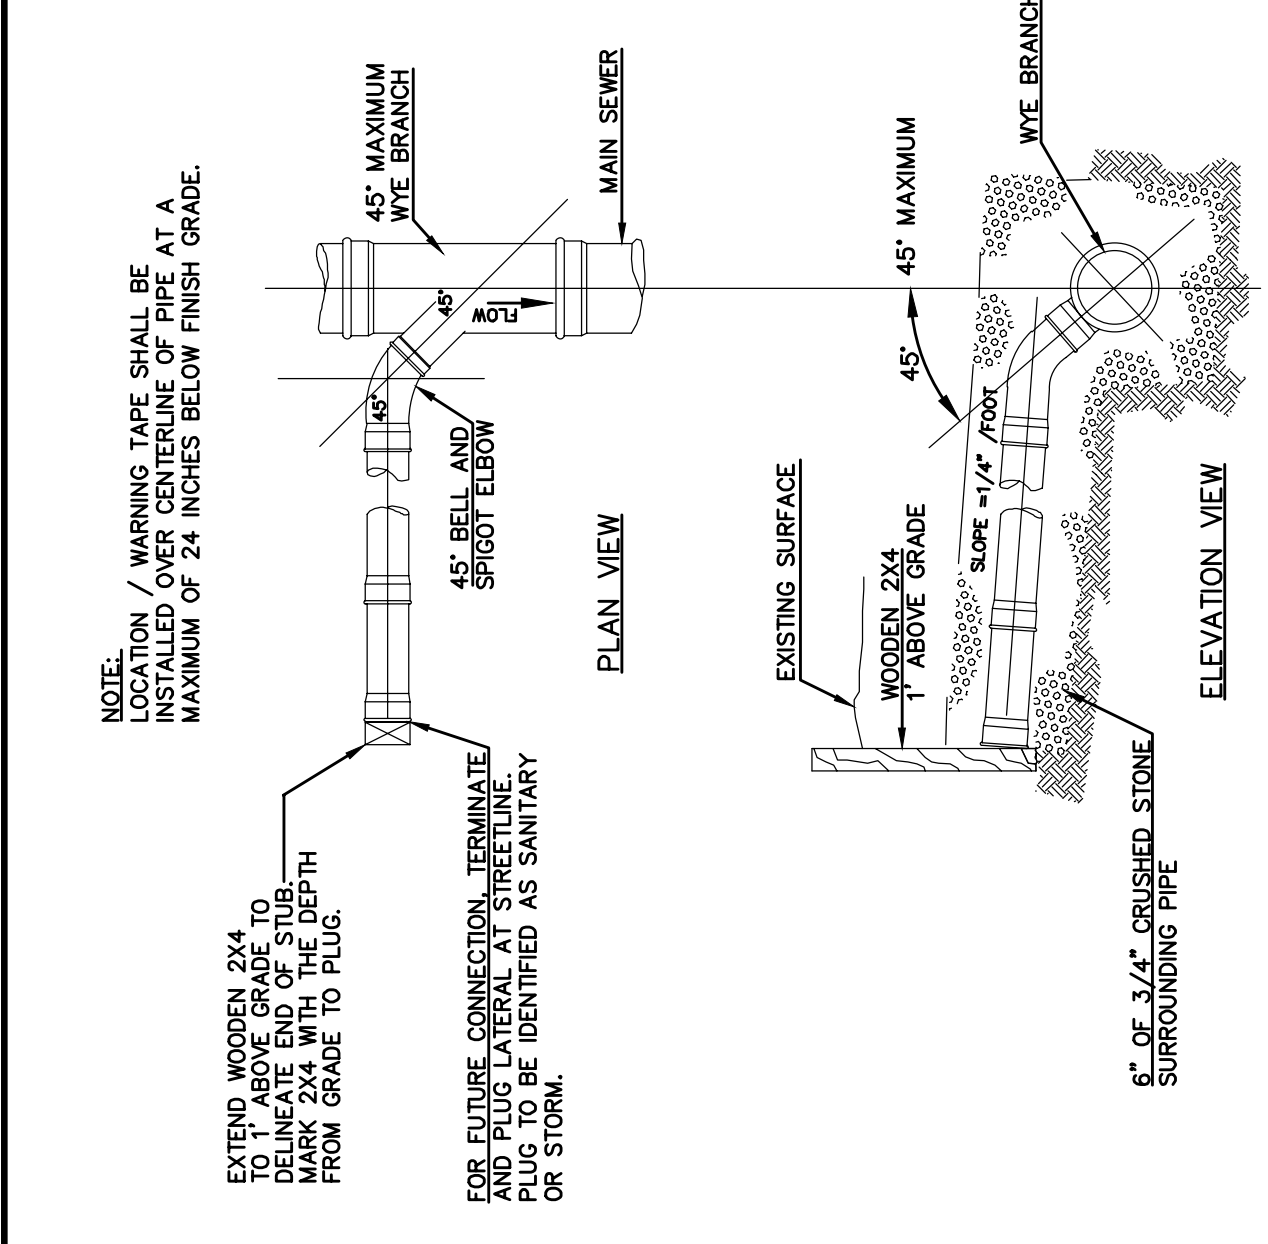 NOTE:
LOCATION / WARNING TAPE SHALL BE
INSTALLED OVER CENTERLINE OF PIPE AT A
MAXIMUM OF 24 INCHES BELOW FINISH GRADE.
EXTEND WOODEN 2X4
TO 1' ABOVE GRADE TO
DELINEATE END OF STUB.
MARK 2X4 WITH THE DEPTH
FROM GRADE TO PLUG.
45° MAXIMUM
WYE BRANCH
45°
45°
FLOW
MAIN SEWER
45° BELL AND
SPIGOT ELBOW
FOR FUTURE CONNECTION, TERMINATE
AND PLUG LATERAL AT STREETLINE.
PLUG TO BE IDENTIFIED AS SANITARY
OR STORM.
PLAN VIEW
EXISTING SURFACE
WOODEN 2X4
1' ABOVE GRADE
45° MAXIMUM
45°
SLOPE =1/4" /FOOT
WYE BRANCH
6" OF 3/4" CRUSHED STONE
SURROUNDING PIPE
ELEVATION VIEW